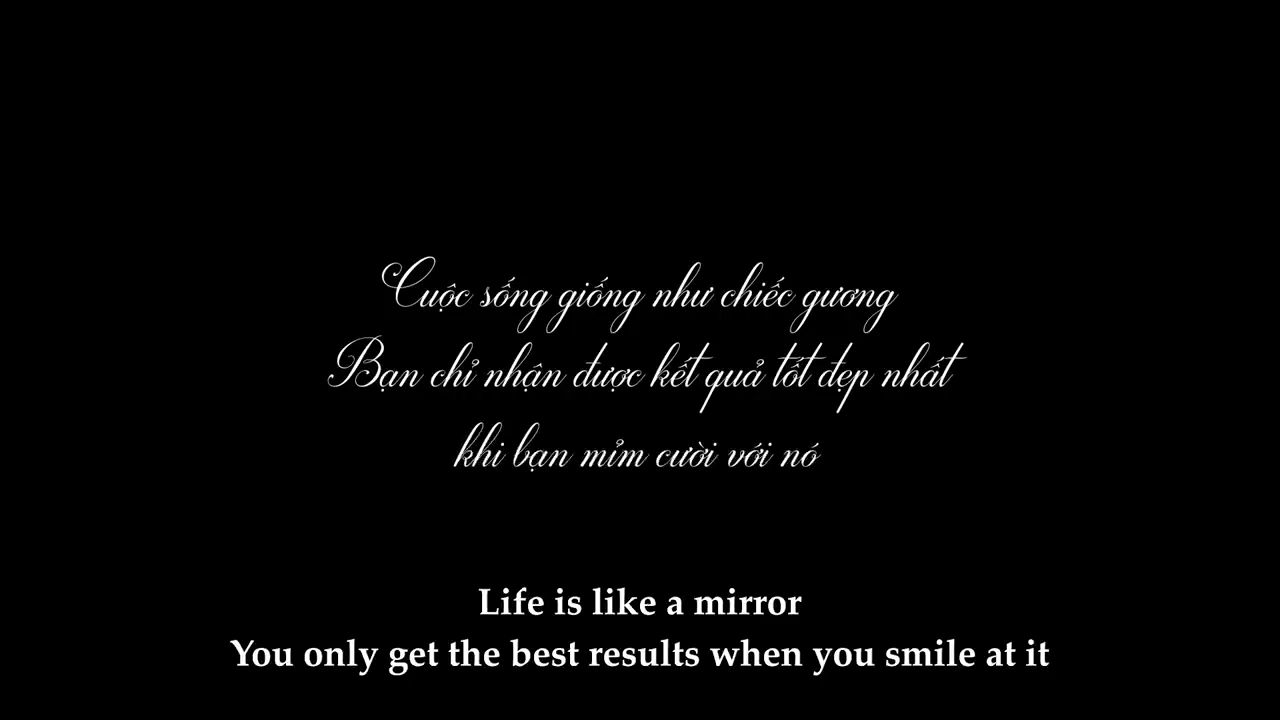 Cuộc sống giống như chiếc gương
Bạn chỉ nhận được kết quả tốt đẹp nhất
khi bạn mỉm cười với nó
Life is like a mirror
You only get the best results when you smile at it